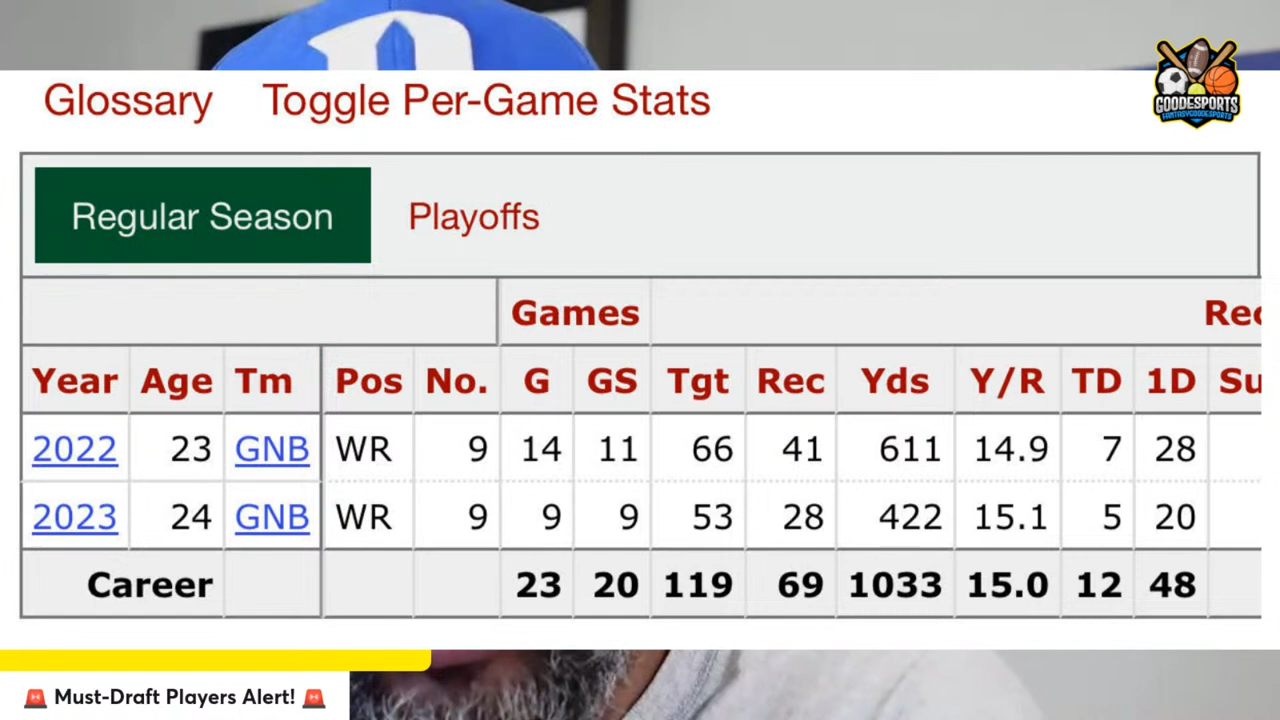 GOODESPORTS
FANTASYGOODESPORTS
Glossary Toggle Per-Game Stats
Regular Season Playoffs
Games Rec
Year Age Tm Pos No. G GS Tgt Rec Yds Y/R TD 1D Su
2022 23 GNB WR 9 14 11 66 41 611 14.9 7 28
2023 24 GNB WR 9 9 9 53 28 422 15.1 5 20
Career 23 20 119 69 1033 15.0 12 48
🚨 Must-Draft Players Alert! 🚨